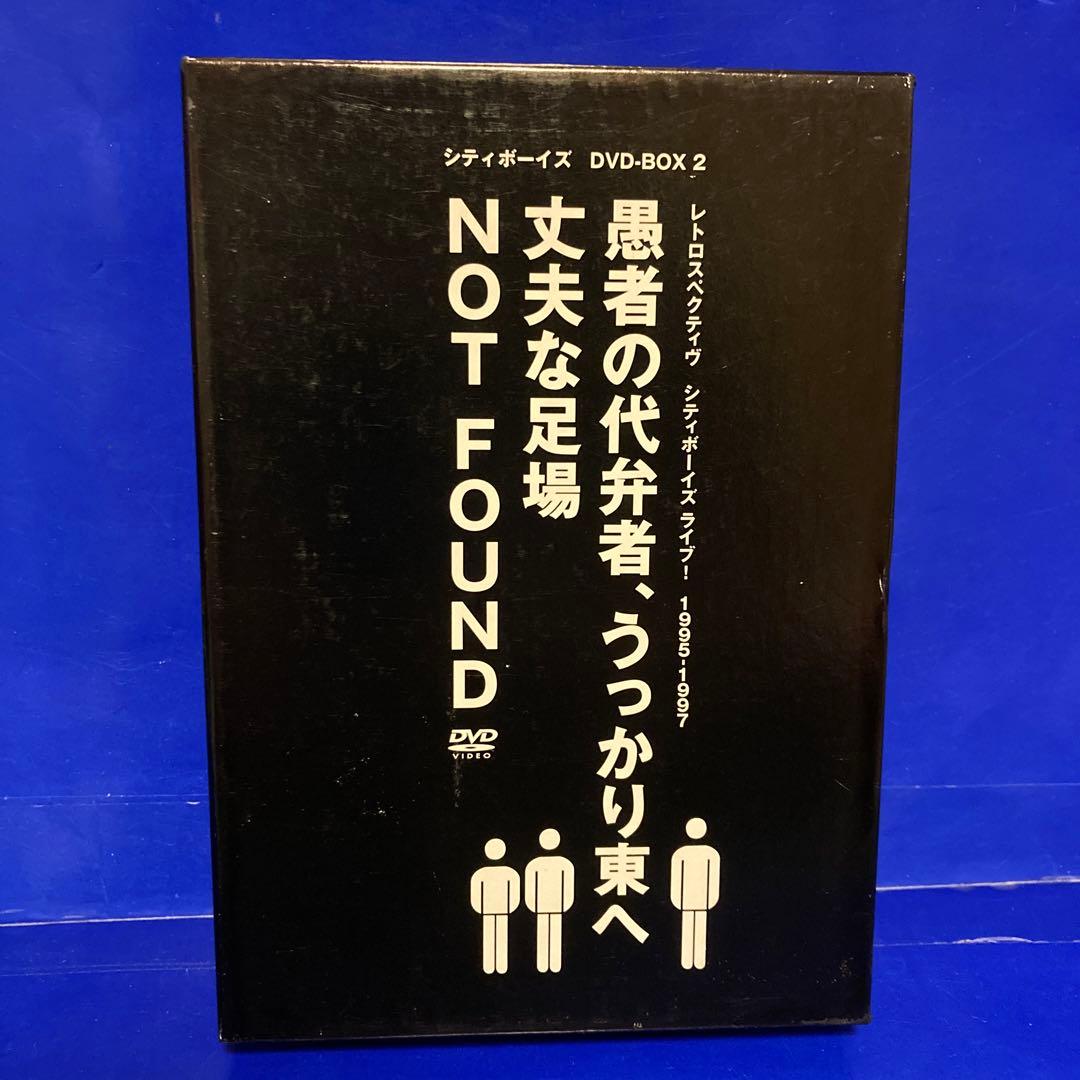 シティボーイズ DVD-BOX 2
レトロスペクティヴ シティボーイズ ライブ! 1995-1997
愚者の代弁者、うっかり東へ
丈夫な足場
NOT FOUND
DVD
VIDEO